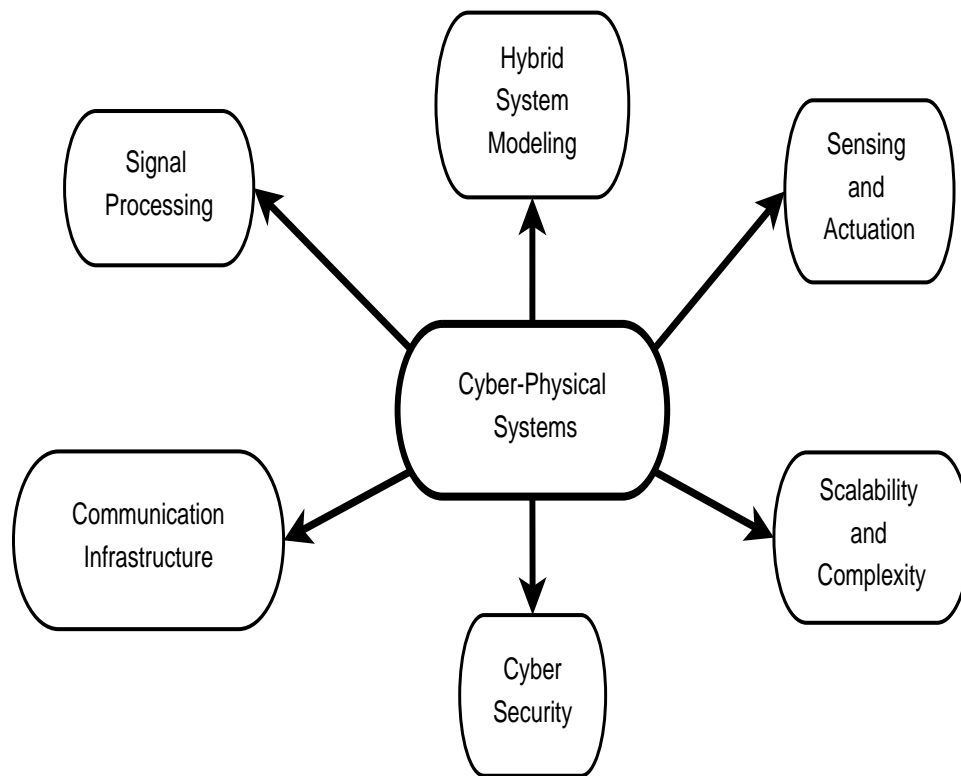 Hybrid
System
Modeling
Signal
Processing
Sensing
and
Actuation
Cyber-Physical
Systems
Communication
Infrastructure
Scalability
and
Complexity
Cyber
Security